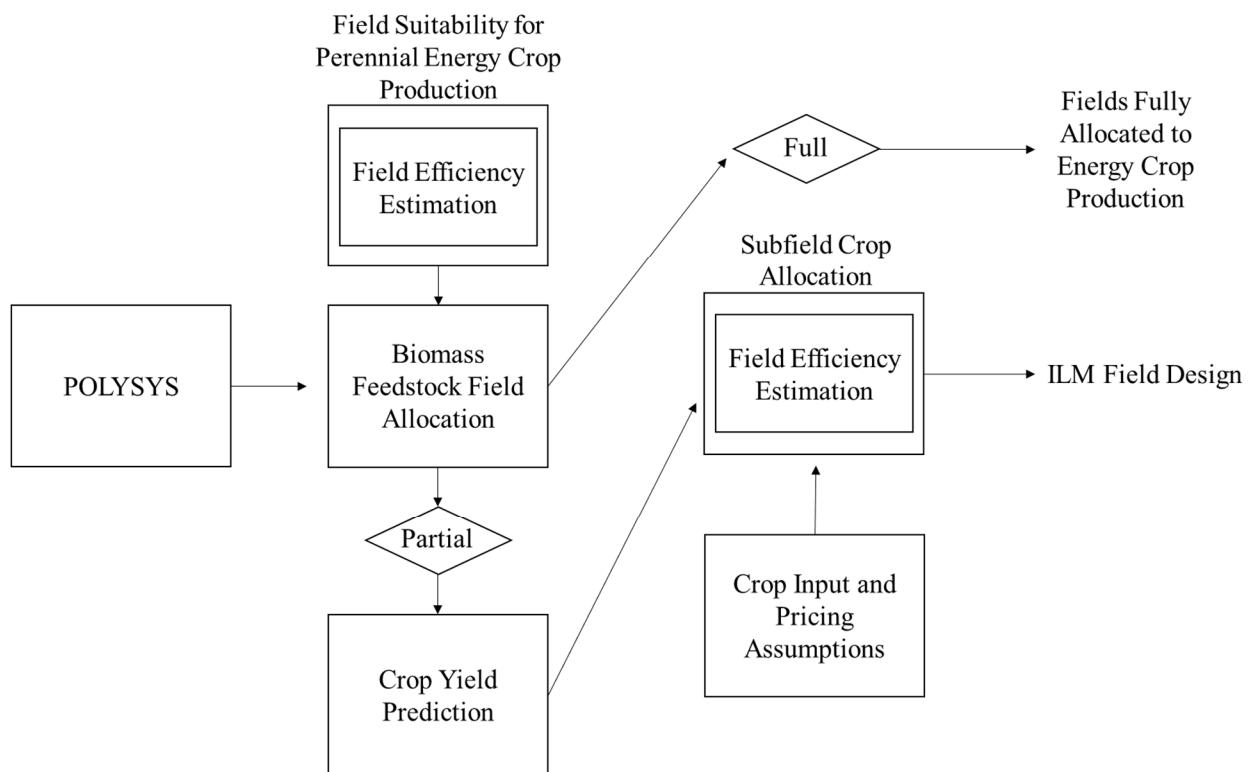 Field Suitability for
Perennial Energy Crop
Production
Field Efficiency
Estimation
Full
Fields Fully
Allocated to
Energy Crop
Production
POLYSYS
Biomass
Feedstock Field
Allocation
Subfield Crop
Allocation
Field Efficiency
Estimation
ILM Field Design
Partial
Crop Yield
Prediction
Crop Input and
Pricing
Assumptions